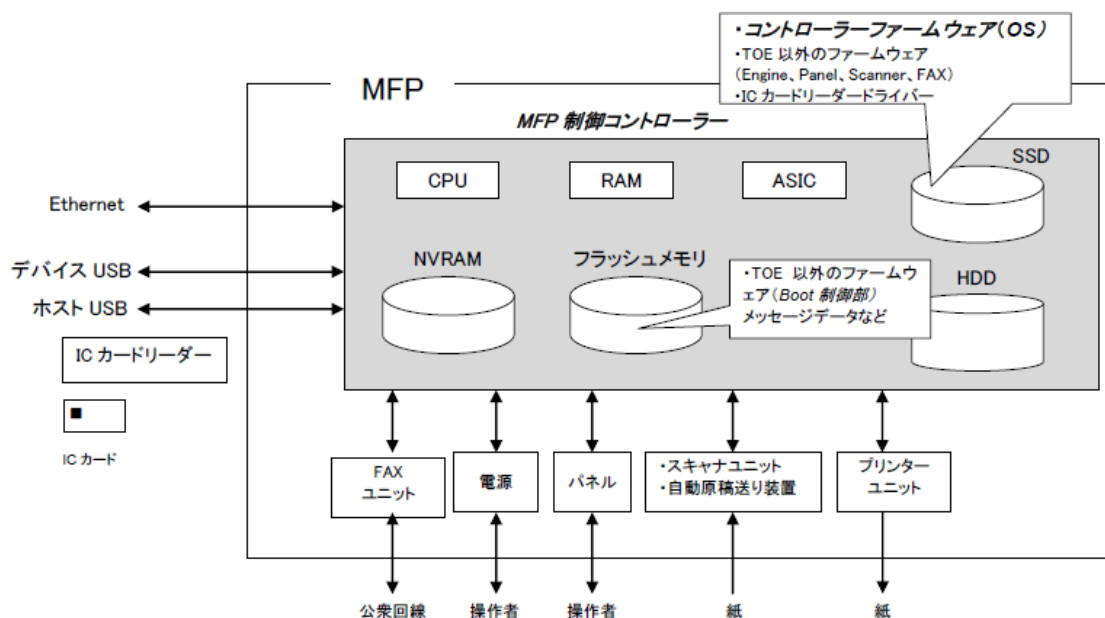 ・コントローラーファームウェア(OS)
・TOE 以外のファームウェア
(Engine、Panel、Scanner、FAX)
・IC カードリーダードライバー
MFP
MFP 制御コントローラー
SSD
CPU
RAM
ASIC
Ethernet
NVRAM
フラッシュメモリ
・TOE 以外のファームウ
ェア(Boot 制御部)
メッセージデータなど
HDD
デバイス USB
ホスト USB
IC カードリーダー
IC カード
FAX
ユニット
電源
パネル
・スキャナユニット
・自動原稿送り装置
プリンター
ユニット
公衆回線
操作者
操作者
紙
紙